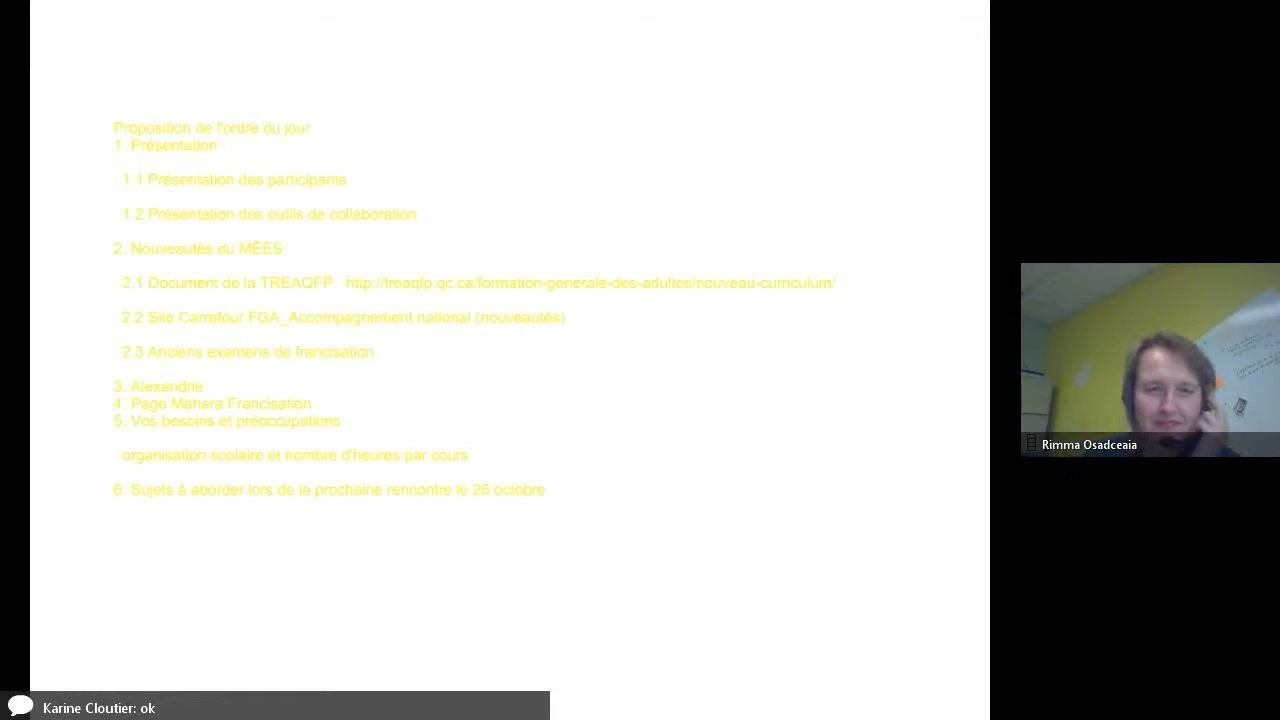 Proposition de l'ordre du jour
1. Présentation
1.1 Présentation des participants
1.2 Présentation des outils de collaboration
2. Nouveautés du MÉES
2.1 Document de la TREAQFP http://treaqfp.qc.ca/formation-generale-des-adultes/nouveau-curriculum/
2.2 Site Carrefour FGA_Accompagnement national (nouveautés)
2.3 Anciens examens de francisation
3. Alexandrie
4. Page Mahara Francisation
5. Vos besoins et préoccupations
organisation scolaire et nombre d'heures par cours
6. Sujets à aborder lors de la prochaine rencontre le 26 octobre
Rimma Osadceaia
Karine Cloutier: ok